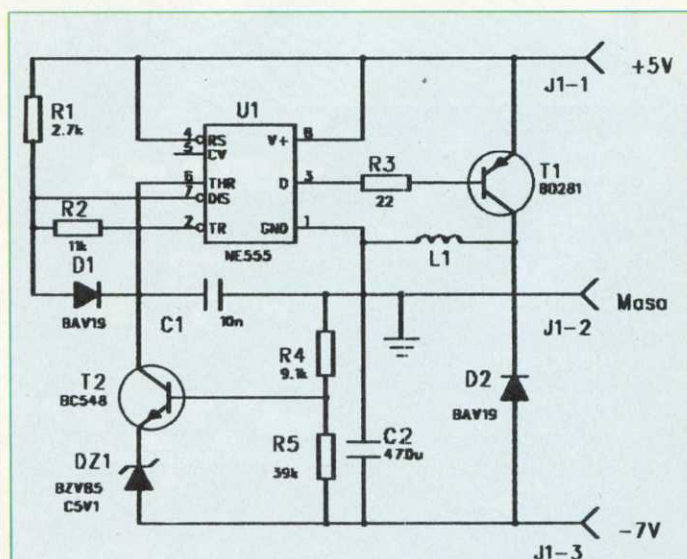 J1-1
+5V
R1
2.7k
U1
4
RS
V+
8
5
CV
6
THR
D
3
7
DIS
2
TR
GND
1
NE555
R2
11k
R3
22
T1
BD281
L1
D1
BAV19
C1
10n
Masa
J1-2
R4
9.1k
T2
BC548
D2
BAV19
R5
39k
C2
470u
DZ1
BZV85
C5V1
-7V
J1-3